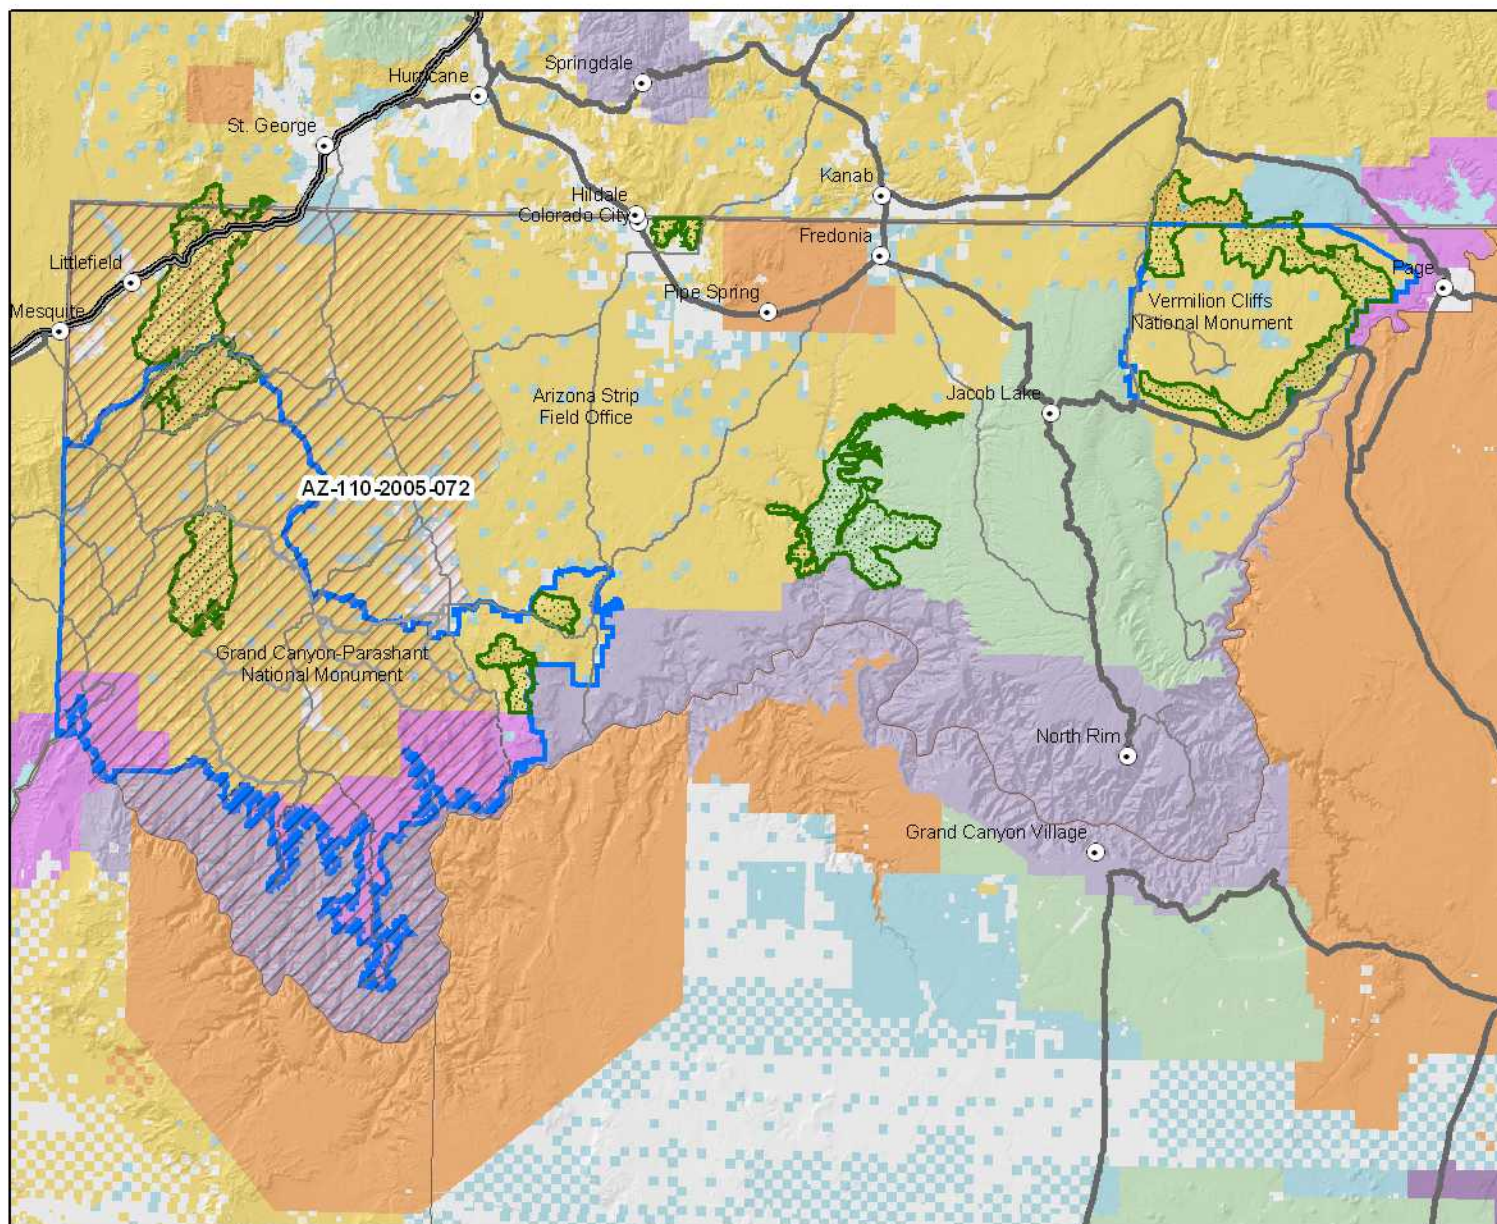 Springdale
Hurricane
St. George
Kanab
Hildale
Colorado City
Fredonia
Littlefield
Page
Pipe Spring
Mesquite
Vermilion Cliffs
National Monument
Arizona Strip
Field Office
Jacob Lake
AZ-110-2005-072
Grand Canyon-Parashant
National Monument
North Rim
Grand Canyon Village